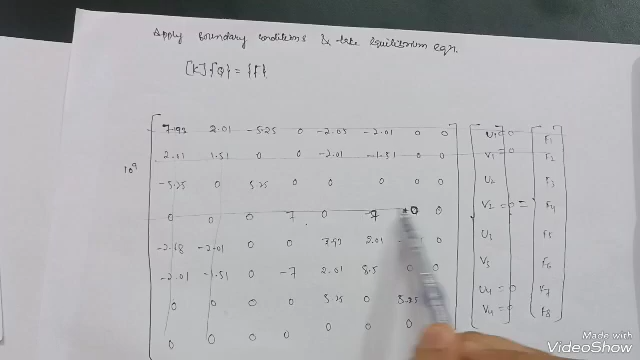 Apply Boundary conditions & take Equilibrium eqn.
[K]{Q} = {F}
7.93 2.01 -5.25 0 -2.68 -2.01 0 0 U1=0 F1
10⁹ 2.01 1.51 0 0 -2.01 -1.51 0 0 V1=0 F2
-5.25 0 5.25 0 0 0 0 0 U2 F3
0 0 0 7 0 -7 0 0 V2=0 = F4
-2.68 -2.01 0 0 3.93 2.01 0 U3 F5
-2.01 -1.51 0 -7 2.01 8.5 0 0 V3 F6
0 0 0 0 5.25 0 5.25 U4=0 F7
0 0 0 0 0 0 0 V4=0 F8
Made With
VideoShow